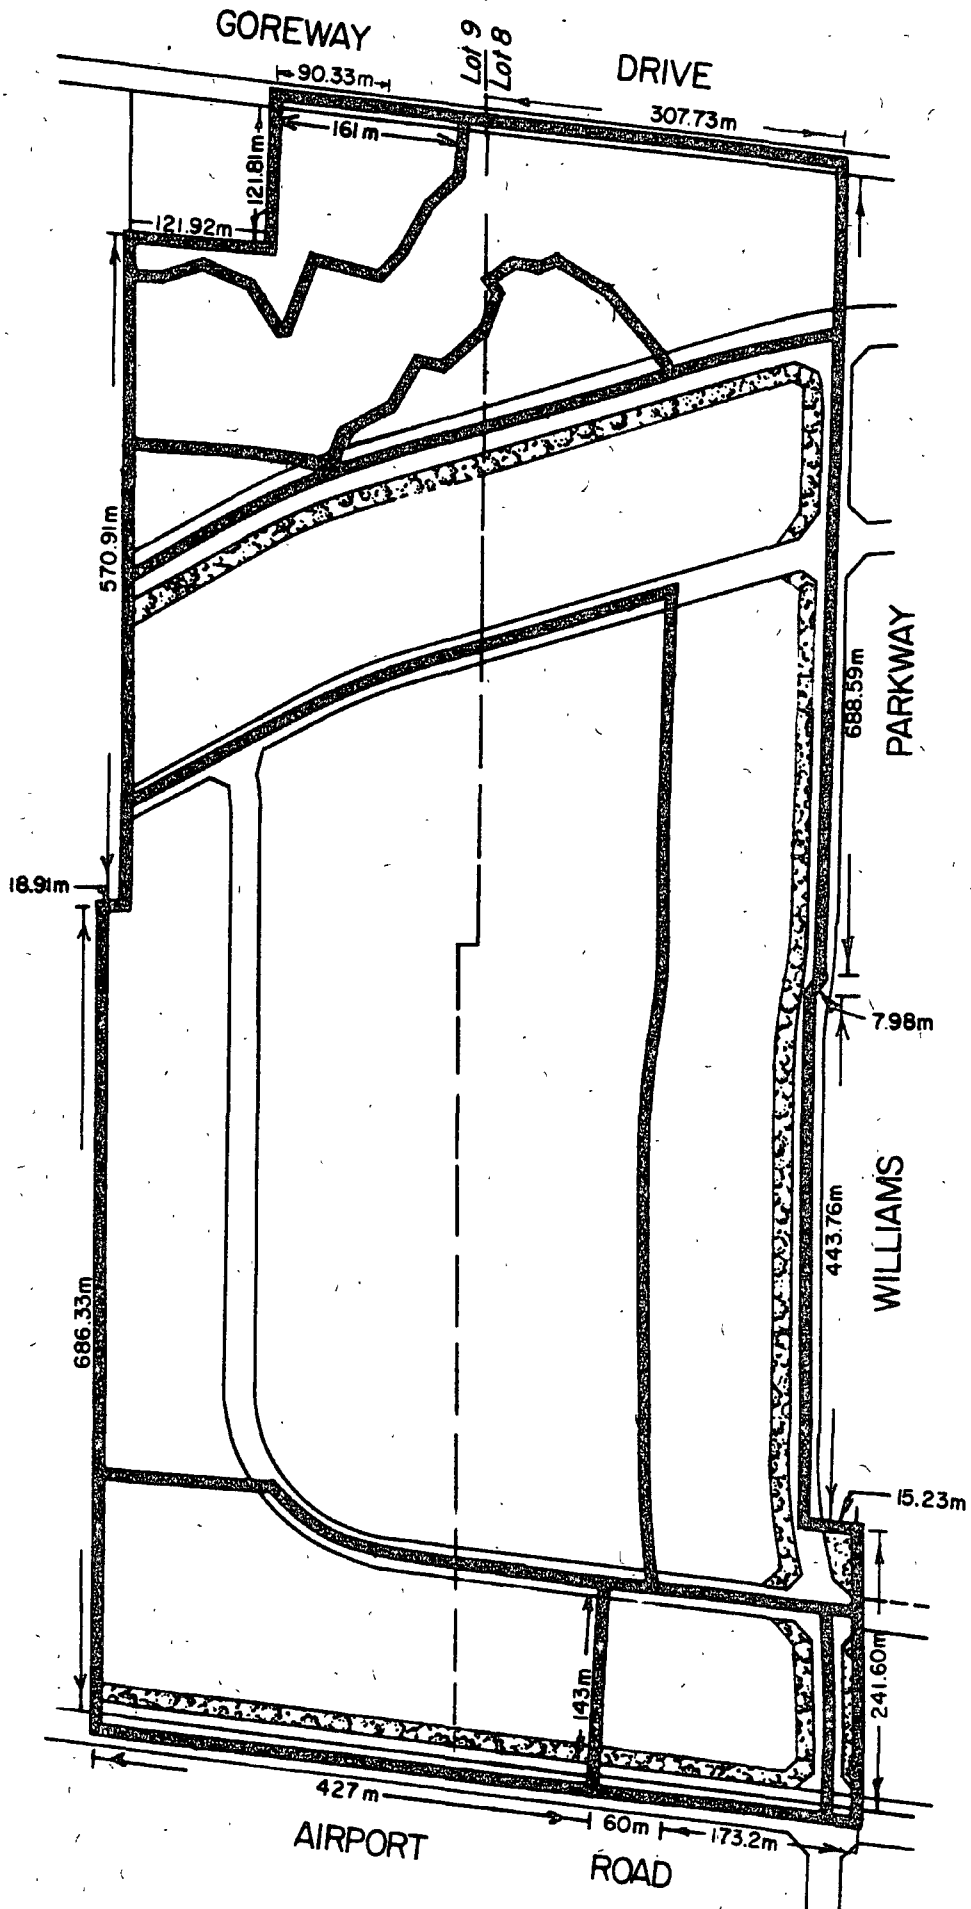 GOREWAY
DRIVE
Lot 9
Lot 8
90.33m
307.73m
161m
121.81m
121.92m
570.91m
PARKWAY
688.59m
18.91m
7.98m
WILLIAMS
443.76m
686.33m
15.23m
241.60m
143m
427m
60m
173.2m
AIRPORT
ROAD